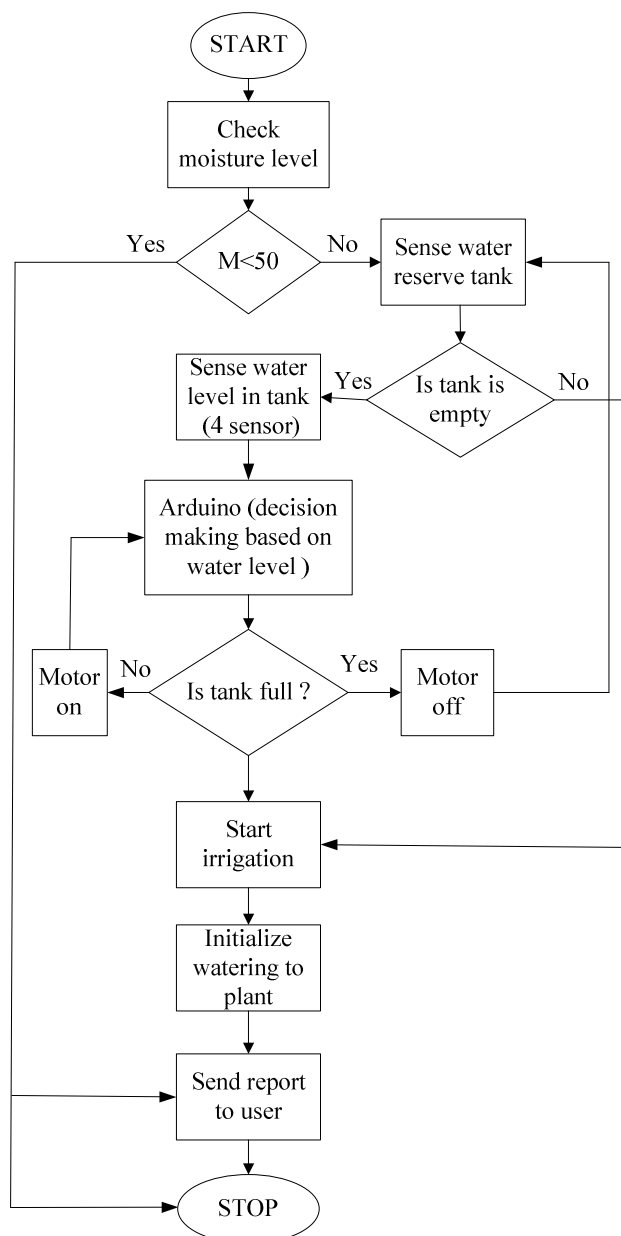 START
Check
moisture level
Yes
M<50
No
Sense water
reserve tank
Sense water
level in tank
(4 sensor)
Yes
Is tank is
empty
No
Arduino (decision
making based on
water level )
Motor
on
No
Is tank full ?
Yes
Motor
off
Start
irrigation
Initialize
watering to
plant
Send report
to user
STOP